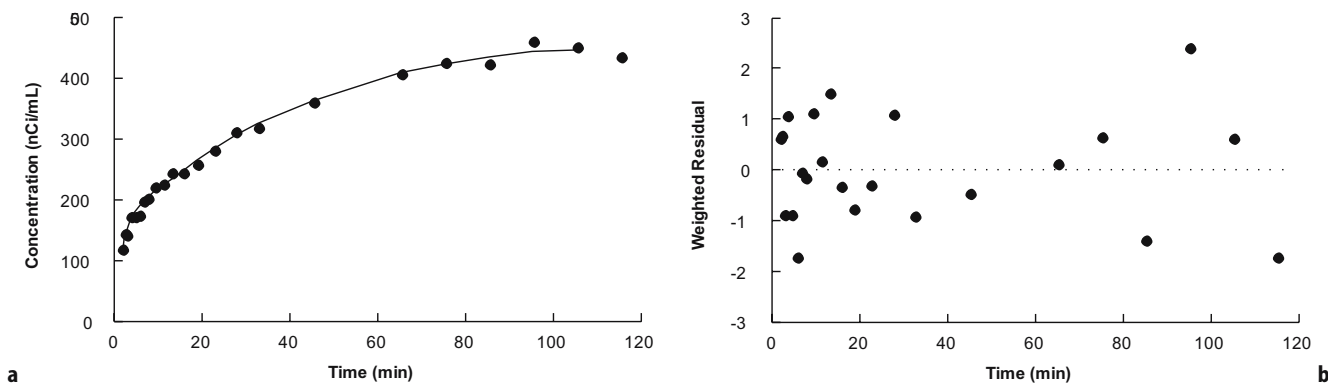 500
400
300
200
100
0
0 20 40 60 80 100 120
Concentration (nCi/mL)
Time (min)
a
3
2
1
0
-1
-2
-3
0 20 40 60 80 100 120
Weighted Residual
Time (min)
b